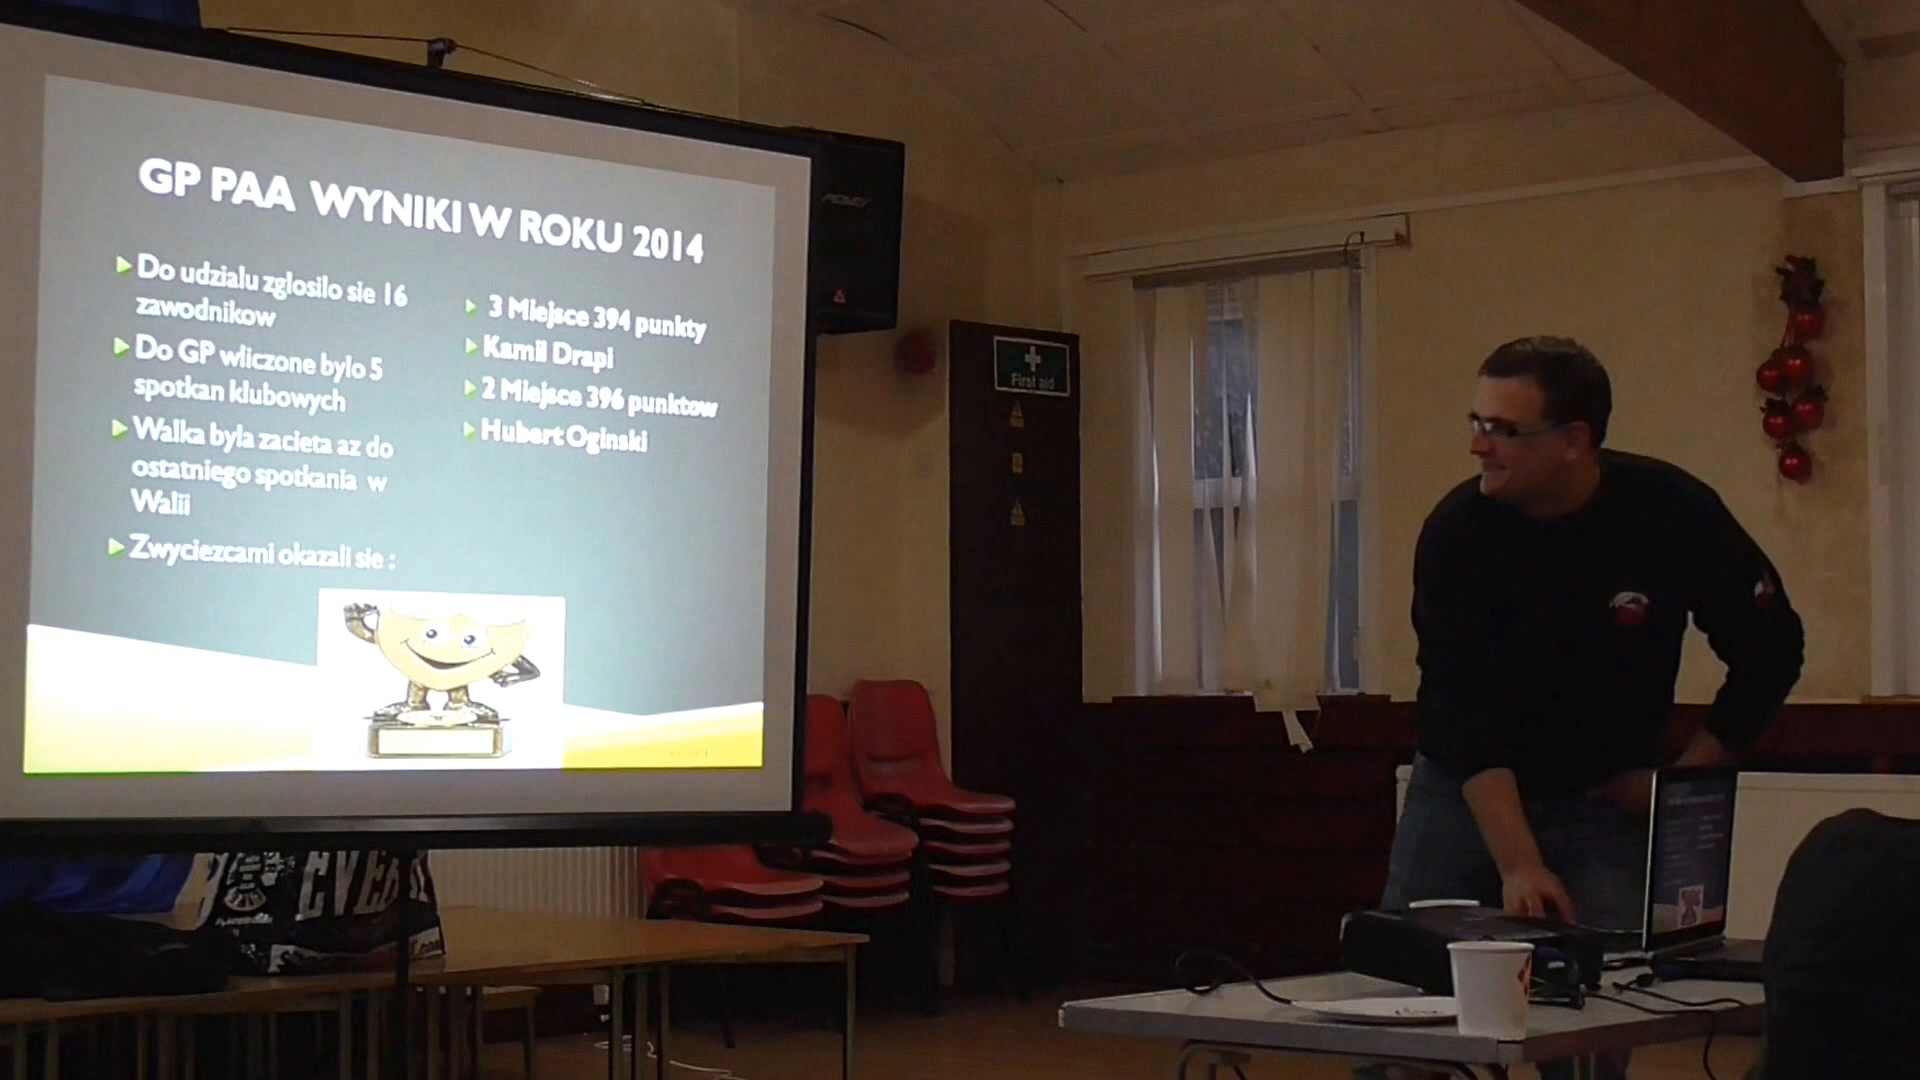 GP PAA WYNIKI W ROKU 2014
Do udzialu zglosilo sie 16
zawodnikow
Do GP wliczone bylo 5
spotkan klubowych
Walka byla zacieta az do
ostatniego spotkania w
Walii
Zwyciezcami okazali sie :
3 Miejsce 394 punkty
Kamil Drapi
2 Miejsce 396 punktow
Hubert Oginski
PEAVEY
First aid